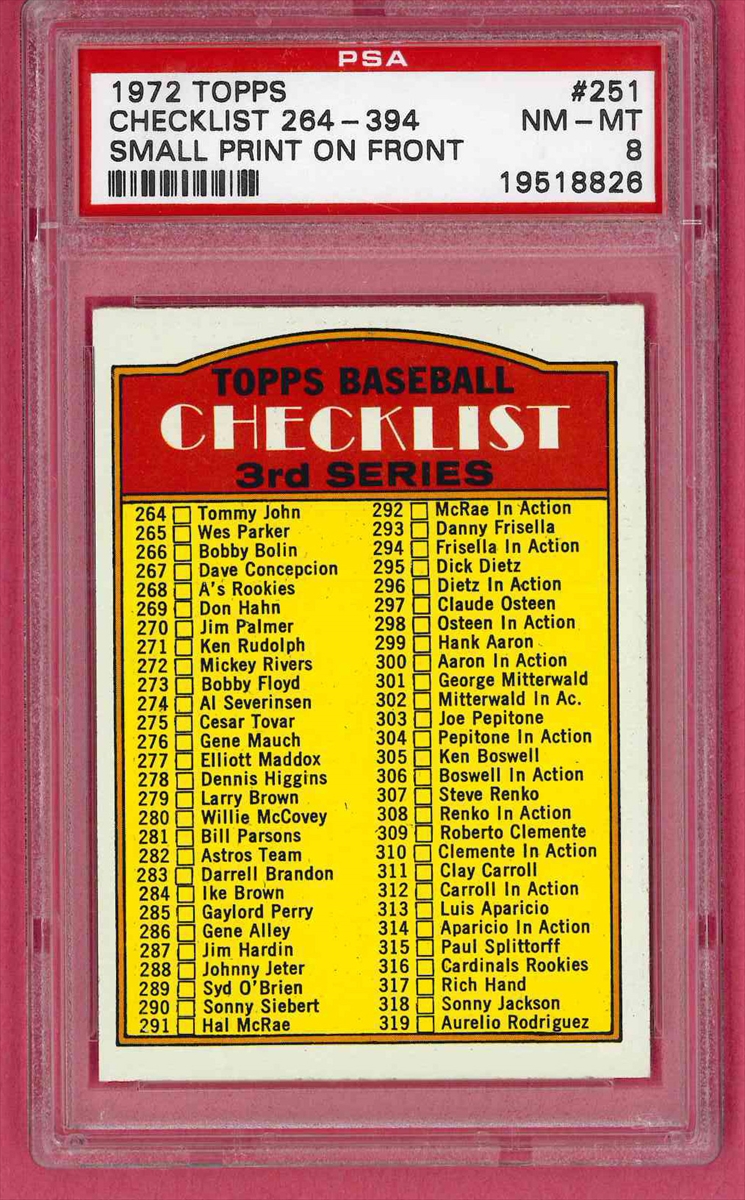 PSA
1972 TOPPS #251
CHECKLIST 264-394 NM-MT
SMALL PRINT ON FRONT 8
19518826
TOPPS BASEBALL
CHECKLIST
3rd SERIES
264 Tommy John
265 Wes Parker
266 Bobby Bolin
267 Dave Concepcion
268 A's Rookies
269 Don Hahn
270 Jim Palmer
271 Ken Rudolph
272 Mickey Rivers
273 Bobby Floyd
274 Al Severinsen
275 Cesar Tovar
276 Gene Mauch
277 Elliott Maddox
278 Dennis Higgins
279 Larry Brown
280 Willie McCovey
281 Bill Parsons
282 Astros Team
283 Darrell Brandon
284 Ike Brown
285 Gaylord Perry
286 Gene Alley
287 Jim Hardin
288 Johnny Jeter
289 Syd O'Brien
290 Sonny Siebert
291 Hal McRae
292 McRae In Action
293 Danny Frisella
294 Frisella In Action
295 Dick Dietz
296 Dietz In Action
297 Claude Osteen
298 Osteen In Action
299 Hank Aaron
300 Aaron In Action
301 George Mitterwald
302 Mitterwald In Ac.
303 Joe Pepitone
304 Pepitone In Action
305 Ken Boswell
306 Boswell In Action
307 Steve Renko
308 Renko In Action
309 Roberto Clemente
310 Clemente In Action
311 Clay Carroll
312 Carroll In Action
313 Luis Aparicio
314 Aparicio In Action
315 Paul Splittorff
316 Cardinals Rookies
317 Rich Hand
318 Sonny Jackson
319 Aurelio Rodriguez